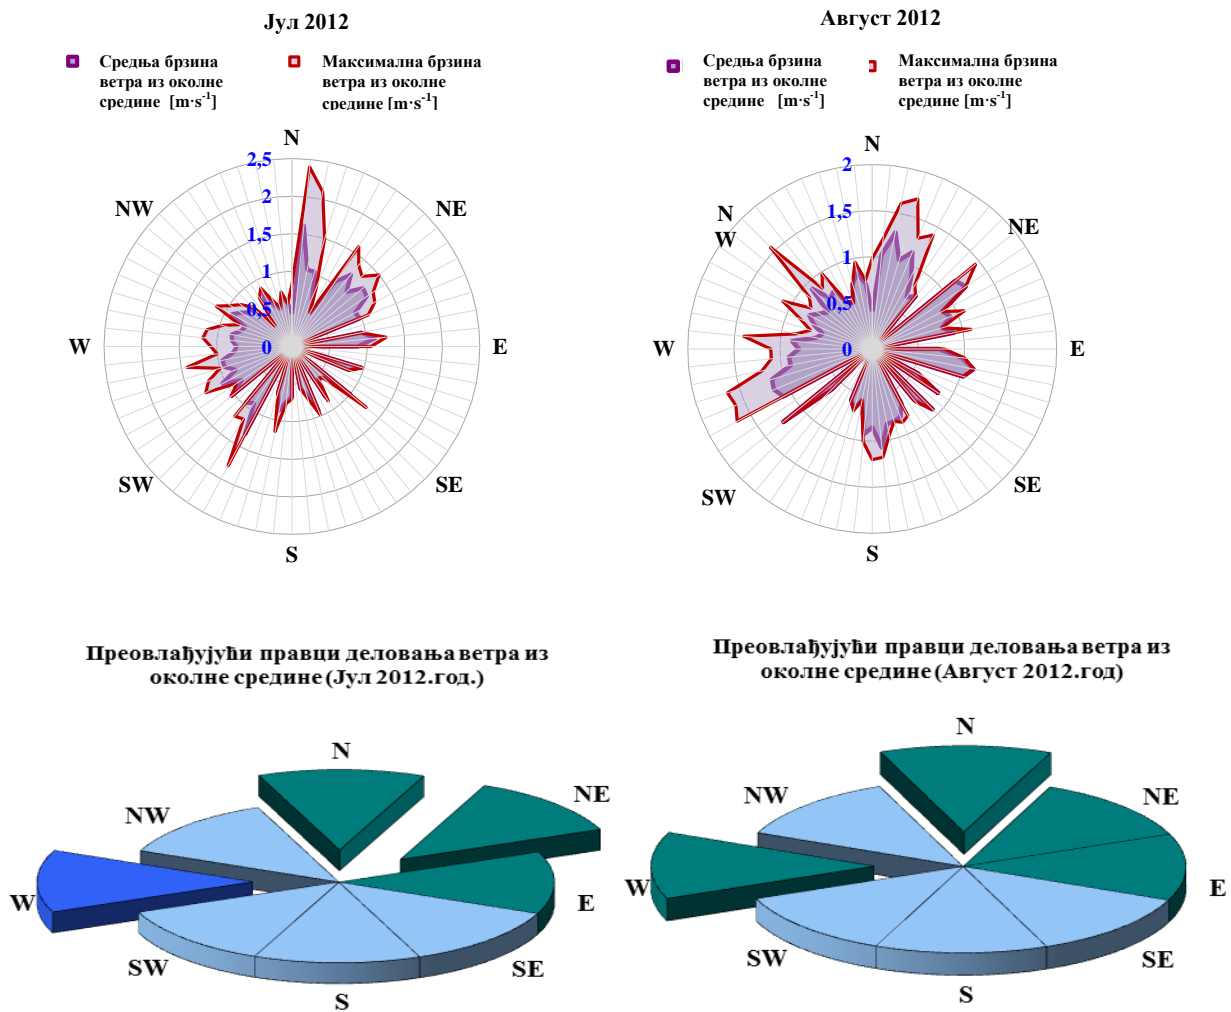 Јул 2012
Средња брзина
ветра из околне
средине [m·s-1]
Максимална брзина
ветра из околне
средине [m·s-1]
N
NE
E
SE
S
SW
W
NW
2,5
2
1,5
1
0,5
0
Август 2012
Средња брзина
ветра из околне
средине [m·s-1]
Максимална брзина
ветра из околне
средине [m·s-1]
N
NE
E
SE
S
SW
W
N
W
2
1,5
1
0,5
0
Преовлађујући правци деловања ветра из
околне средине (Јул 2012.год.)
N
NE
E
SE
S
SW
W
NW
Преовлађујући правци деловања ветра из
околне средине (Август 2012.год)
N
NE
E
SE
S
SW
W
NW